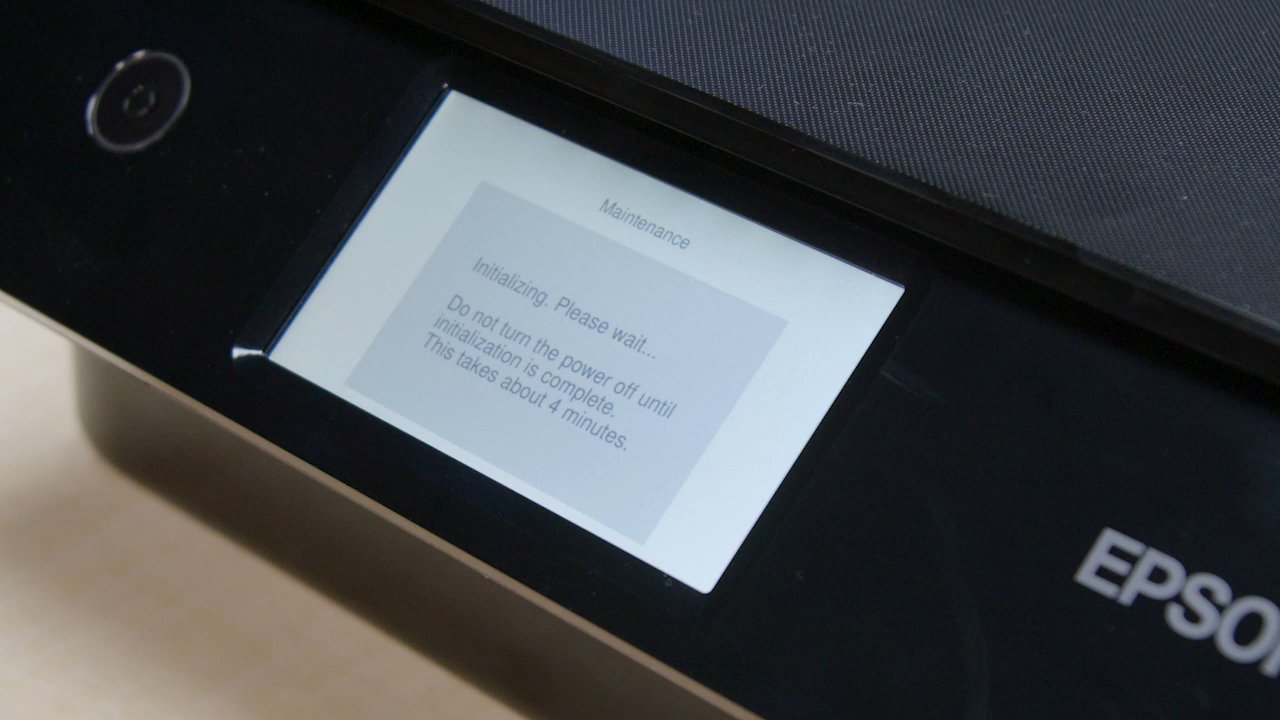 Maintenance
Initializing. Please wait...
Do not turn the power off until
initialization is complete.
This takes about 4 minutes.
EPSON